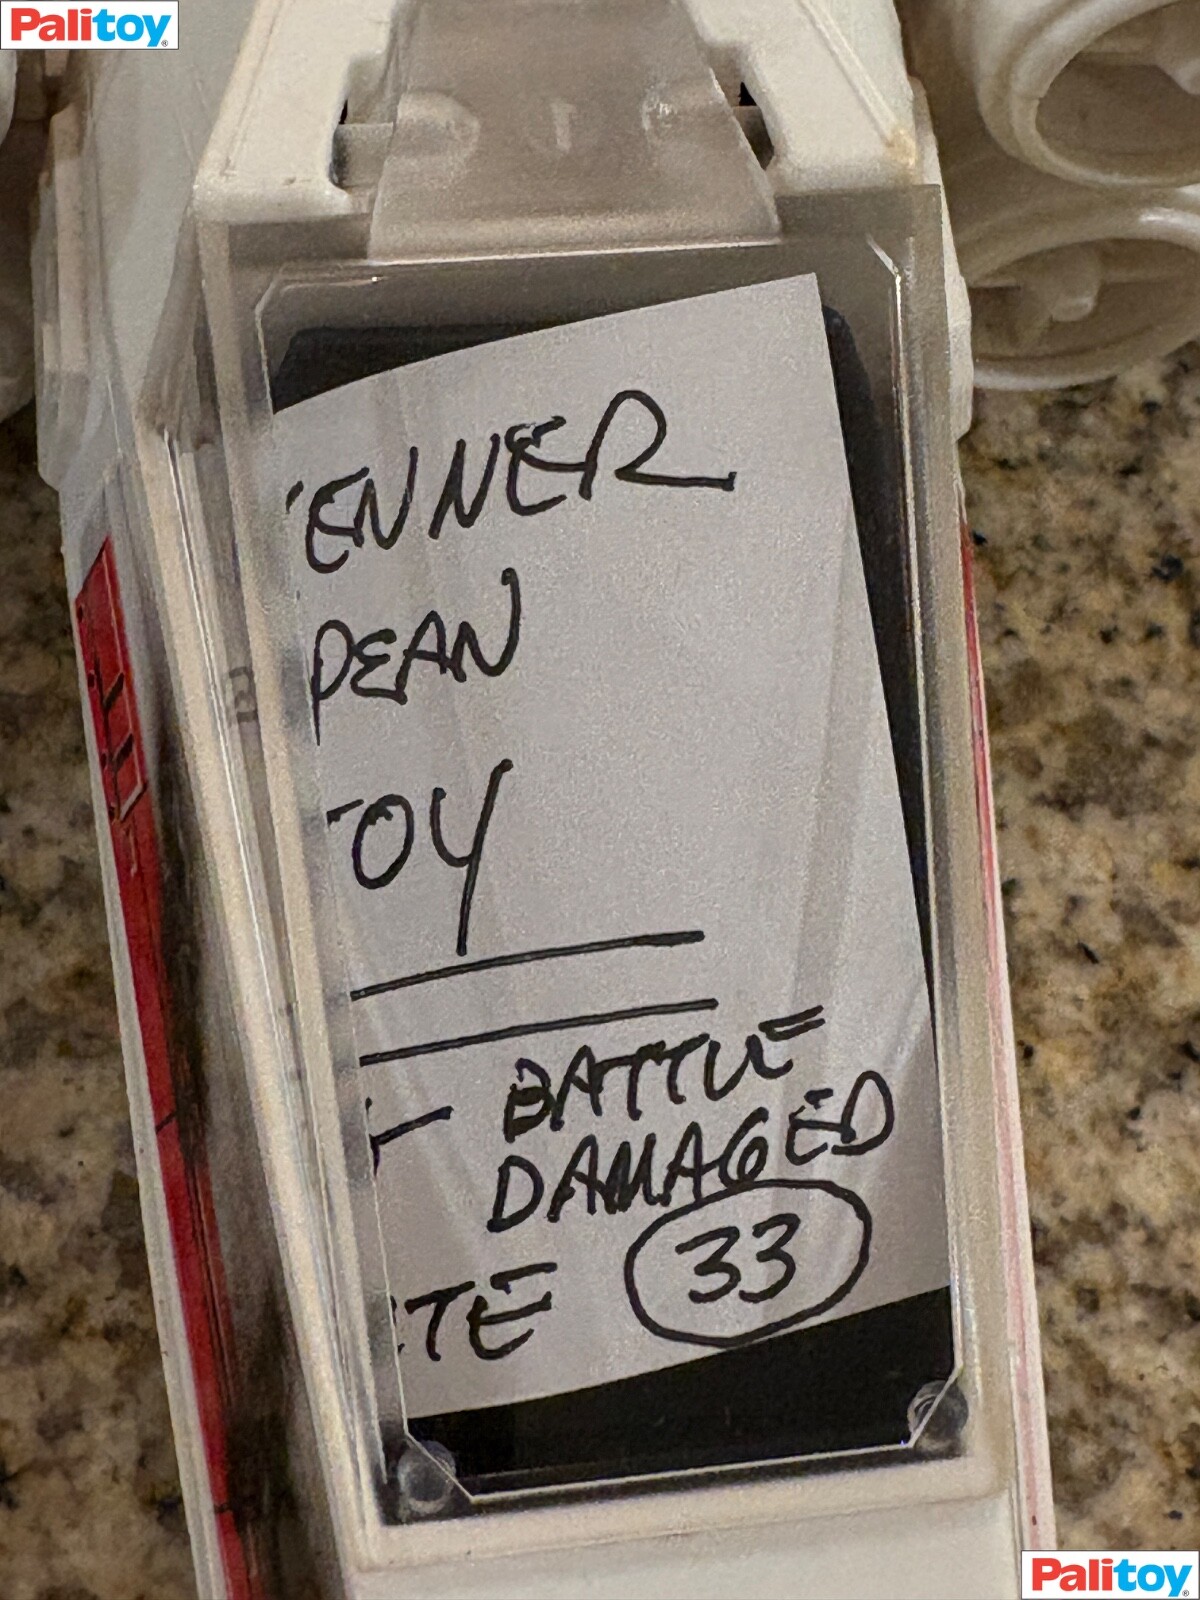 Palitoy
ENNER
PEAN
OY
BATTLE
DAMAGED
TE 33
Palitoy